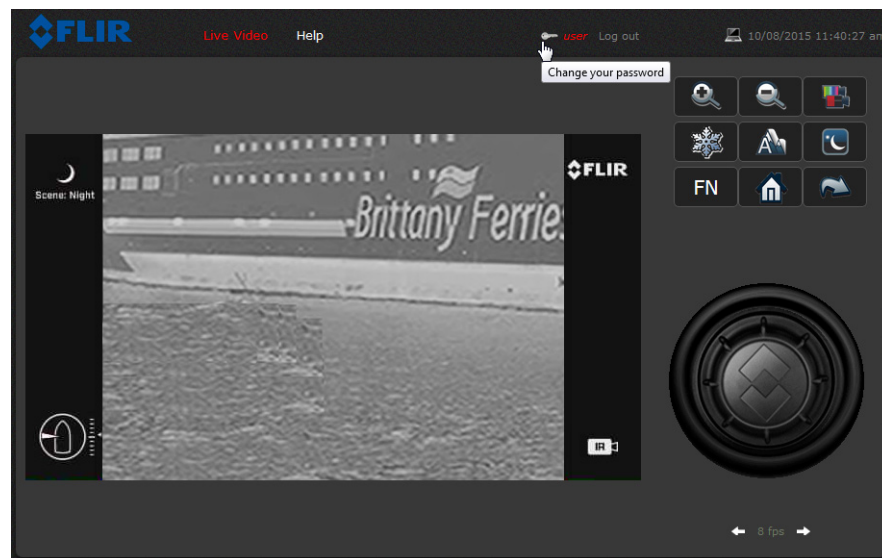 FLIR
Live Video
Help
user
Log out
10/08/2015 11:40:27 am
Change your password
Scene: Night
FLIR
Brittany Ferries
FN
A
IR
8 fps